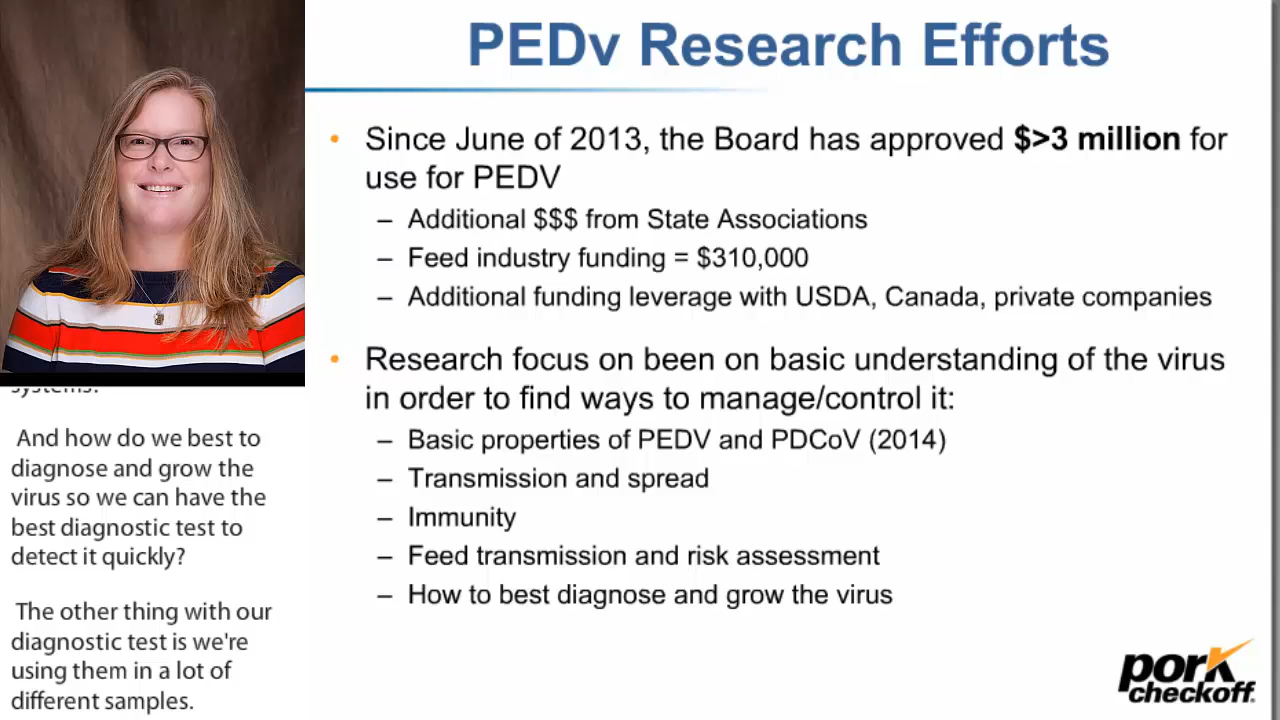 PEDv Research Efforts
• Since June of 2013, the Board has approved $>3 million for
use for PEDV
– Additional $$$ from State Associations
– Feed industry funding = $310,000
– Additional funding leverage with USDA, Canada, private companies
• Research focus on been on basic understanding of the virus
in order to find ways to manage/control it:
– Basic properties of PEDV and PDCoV (2014)
– Transmission and spread
– Immunity
– Feed transmission and risk assessment
– How to best diagnose and grow the virus
pork
checkoff.
systems?
And how do we best to
diagnose and grow the
virus so we can have the
best diagnostic test to
detect it quickly?
The other thing with our
diagnostic test is we're
using them in a lot of
different samples.